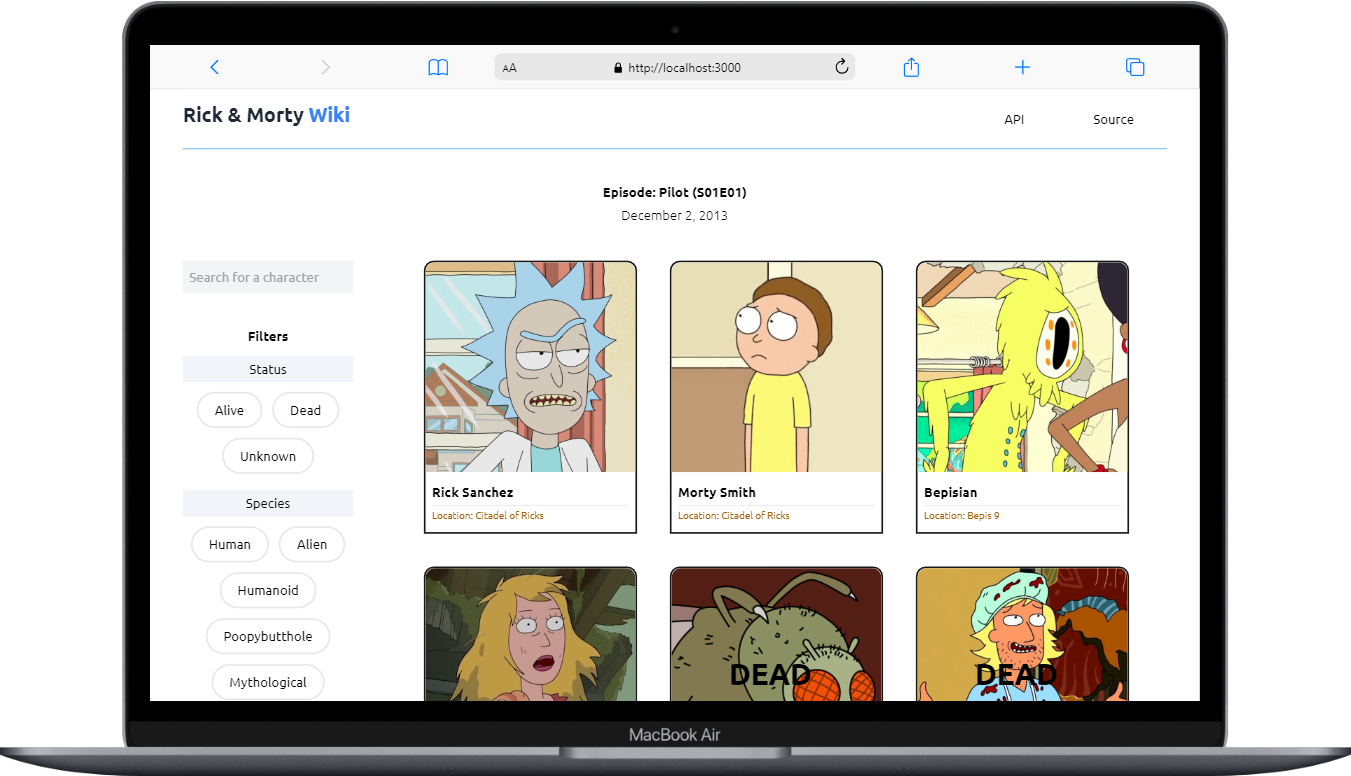 AA
http://localhost:3000
Rick & Morty Wiki
API
Source
Episode: Pilot (S01E01)
December 2, 2013
Search for a character
Filters
Status
Alive
Dead
Unknown
Species
Human
Alien
Humanoid
Poopybutthole
Mythological
Rick Sanchez
Location: Citadel of Ricks
Morty Smith
Location: Citadel of Ricks
Bepisian
Location: Bepis 9
DEAD
DEAD
MacBook Air